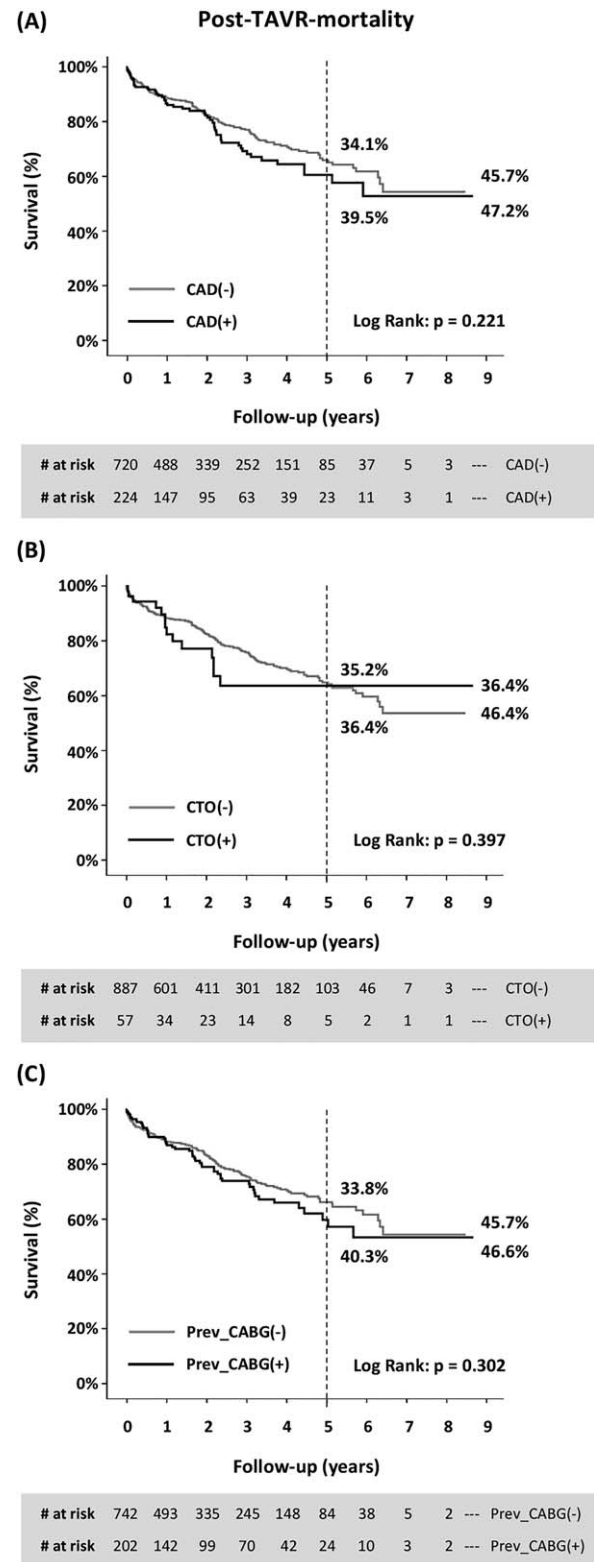 (A) Post-TAVR-mortality
100%
80%
60%
40%
20%
0%
Survival (%)
34.1%
39.5%
45.7%
47.2%
CAD(-)
CAD(+)
Log Rank: p = 0.221
0 1 2 3 4 5 6 7 8 9
Follow-up (years)
# at risk 720 488 339 252 151 85 37 5 3 --- CAD(-)
# at risk 224 147 95 63 39 23 11 3 1 --- CAD(+)
(B)
100%
80%
60%
40%
20%
0%
Survival (%)
35.2%
36.4%
36.4%
46.4%
CTO(-)
CTO(+)
Log Rank: p = 0.397
0 1 2 3 4 5 6 7 8 9
Follow-up (years)
# at risk 887 601 411 301 182 103 46 7 3 --- CTO(-)
# at risk 57 34 23 14 8 5 2 1 1 --- CTO(+)
(C)
100%
80%
60%
40%
20%
0%
Survival (%)
33.8%
40.3%
45.7%
46.6%
Prev_CABG(-)
Prev_CABG(+)
Log Rank: p = 0.302
0 1 2 3 4 5 6 7 8 9
Follow-up (years)
# at risk 742 493 335 245 148 84 38 5 2 --- Prev_CABG(-)
# at risk 202 142 99 70 42 24 10 3 2 --- Prev_CABG(+)